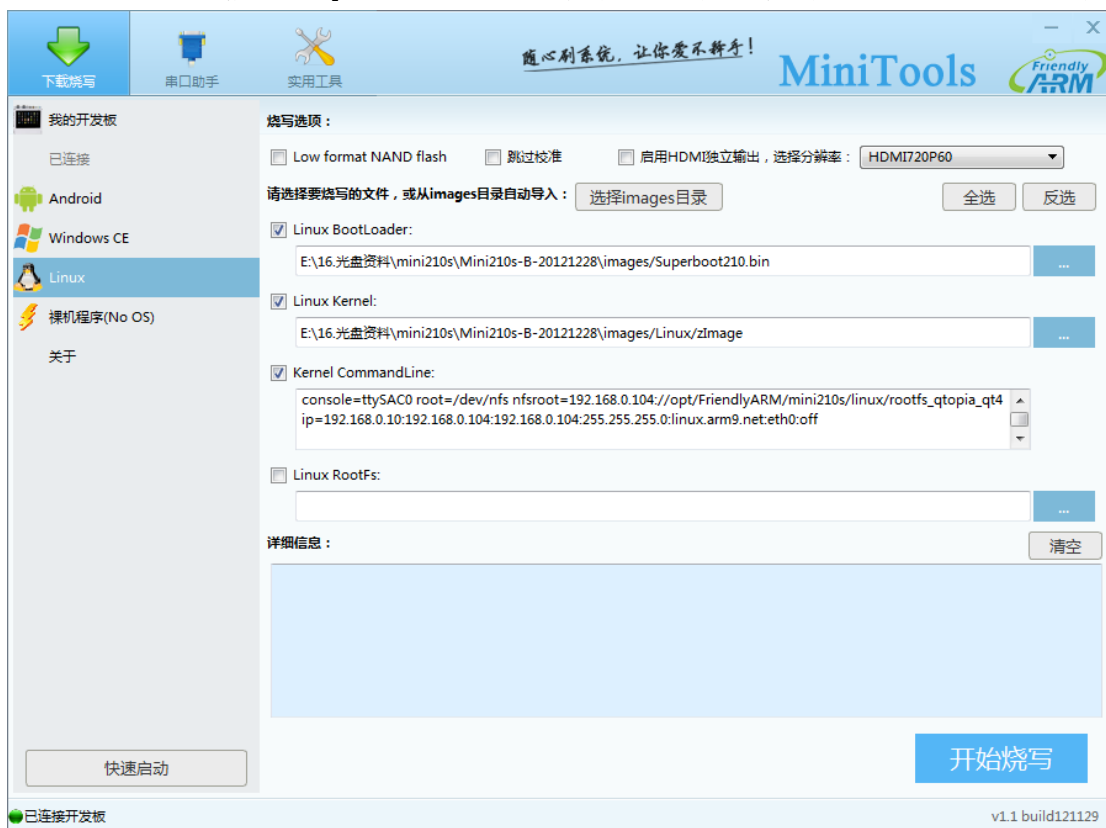 随心刷系统，让你爱不释手！
MiniTools
Friendly
ARM
下载烧写
串口助手
实用工具
我的开发板
已连接
Android
Windows CE
Linux
裸机程序(No OS)
关于
快速启动
烧写选项：
Low format NAND flash 跳过校准 启用HDMI独立输出，选择分辨率： HDMI720P60
请选择要烧写的文件，或从images目录自动导入： 选择images目录 全选 反选
Linux BootLoader:
E:\16.光盘资料\mini210s\Mini210s-B-20121228\images/Superboot210.bin ...
Linux Kernel:
E:\16.光盘资料\mini210s\Mini210s-B-20121228\images/Linux/zImage ...
Kernel CommandLine:
console=ttySAC0 root=/dev/nfs nfsroot=192.168.0.104://opt/FriendlyARM/mini210s/linux/rootfs_qtopia_qt4
ip=192.168.0.10:192.168.0.104:192.168.0.104:255.255.255.0:linux.arm9.net:eth0:off
Linux RootFs:
...
详细信息： 清空
开始烧写
已连接开发板 v1.1 build121129